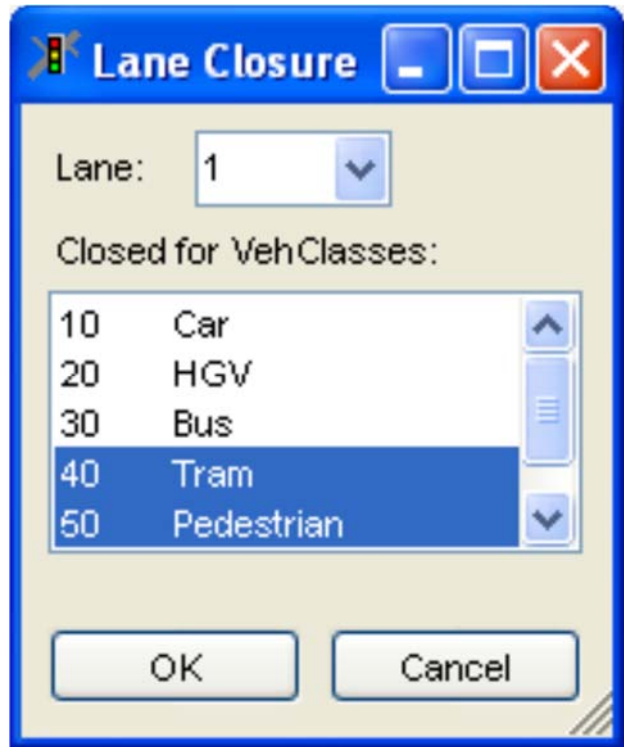 Lane Closure
Lane: 1
Closed for VehClasses:
10 Car
20 HGV
30 Bus
40 Tram
50 Pedestrian
OK Cancel